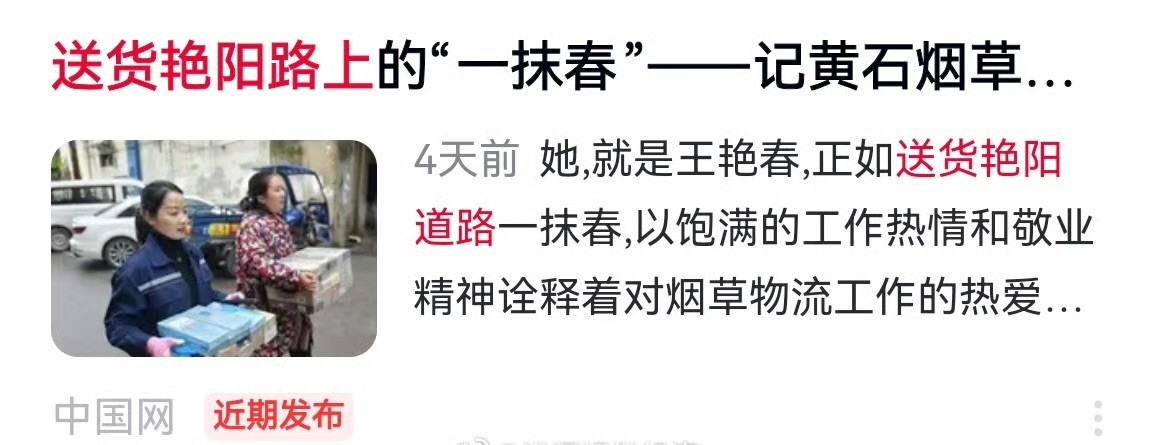 送货艳阳路上的“一抹春”——记黄石烟草...
4天前 她,就是王艳春,正如送货艳阳
道路一抹春,以饱满的工作热情和敬业
精神诠释着对烟草物流工作的热爱...
中国网 近期发布